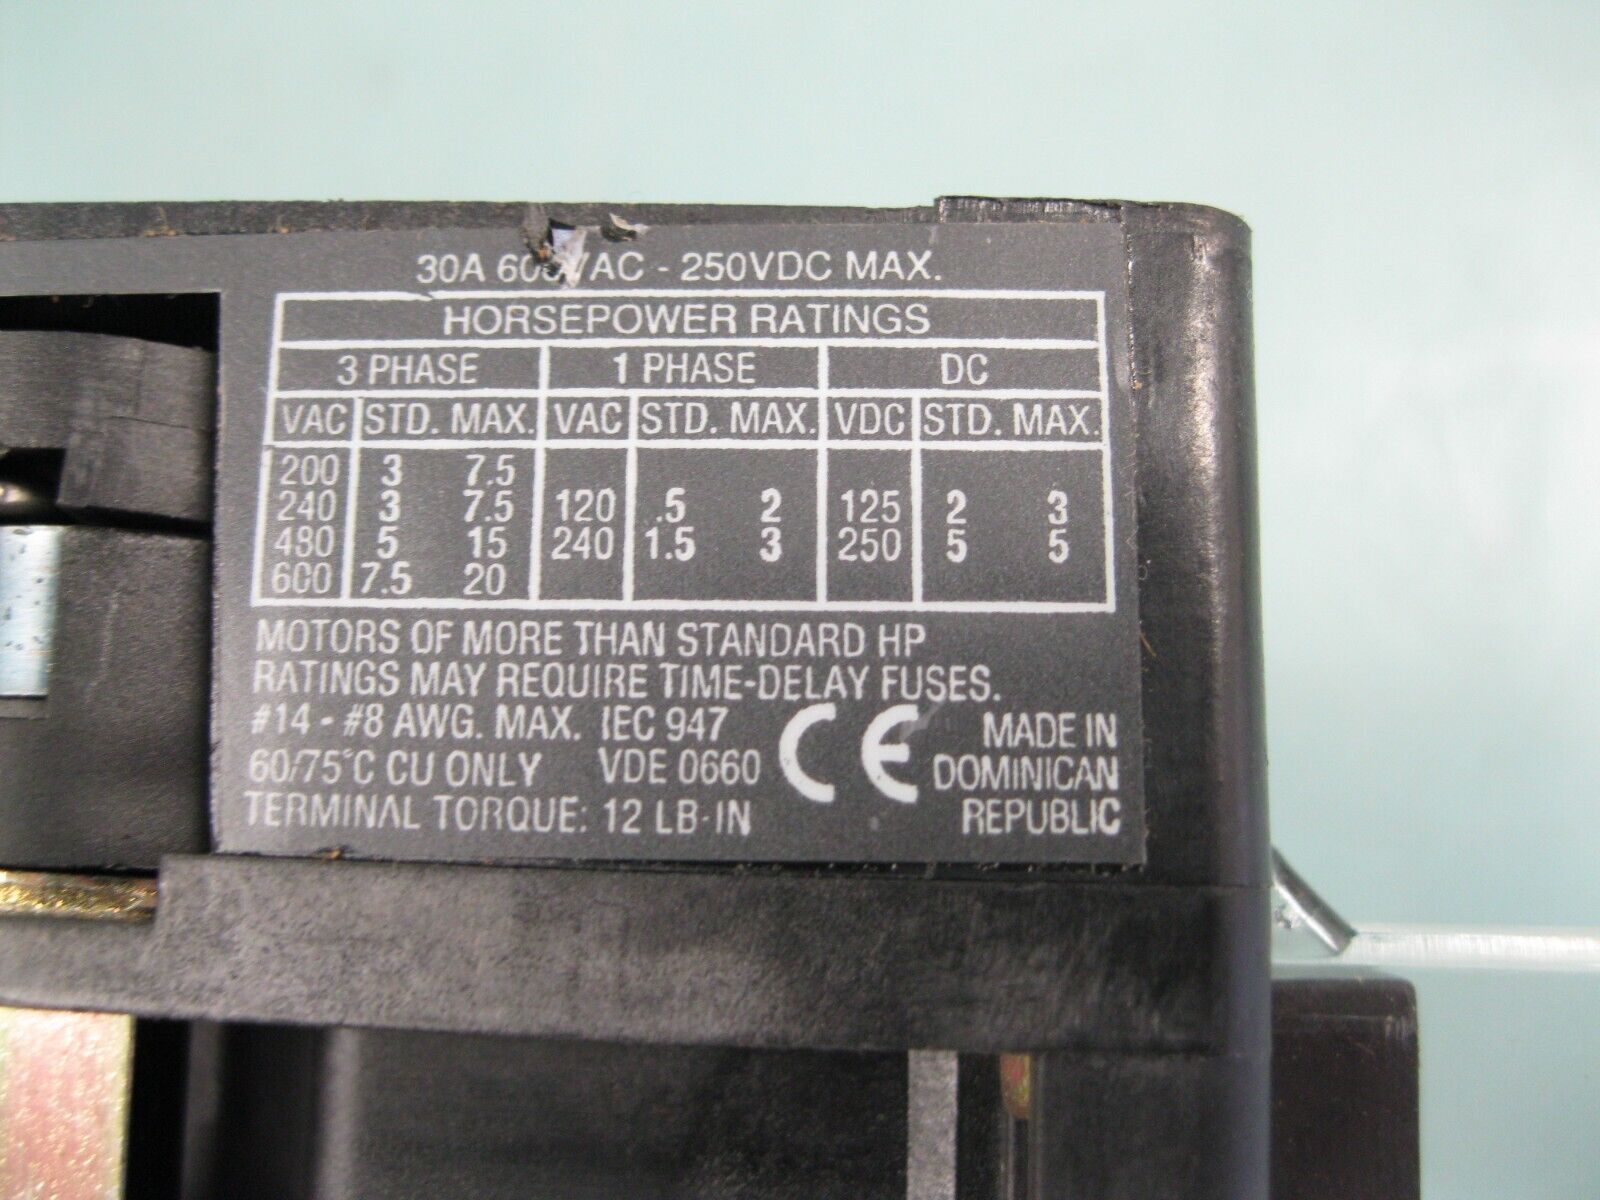 30A 600VAC - 250VDC MAX.
HORSEPOWER RATINGS
3 PHASE 1 PHASE DC
VAC STD. MAX. VAC STD. MAX. VDC STD. MAX.
200 3 7.5
240 3 7.5 120 .5 2 125 2 3
480 5 15 240 1.5 3 250 5 5
600 7.5 20
MOTORS OF MORE THAN STANDARD HP
RATINGS MAY REQUIRE TIME-DELAY FUSES.
#14 - #8 AWG. MAX. IEC 947
60/75°C CU ONLY VDE 0660
TERMINAL TORQUE: 12 LB-IN
CE
MADE IN
DOMINICAN
REPUBLIC